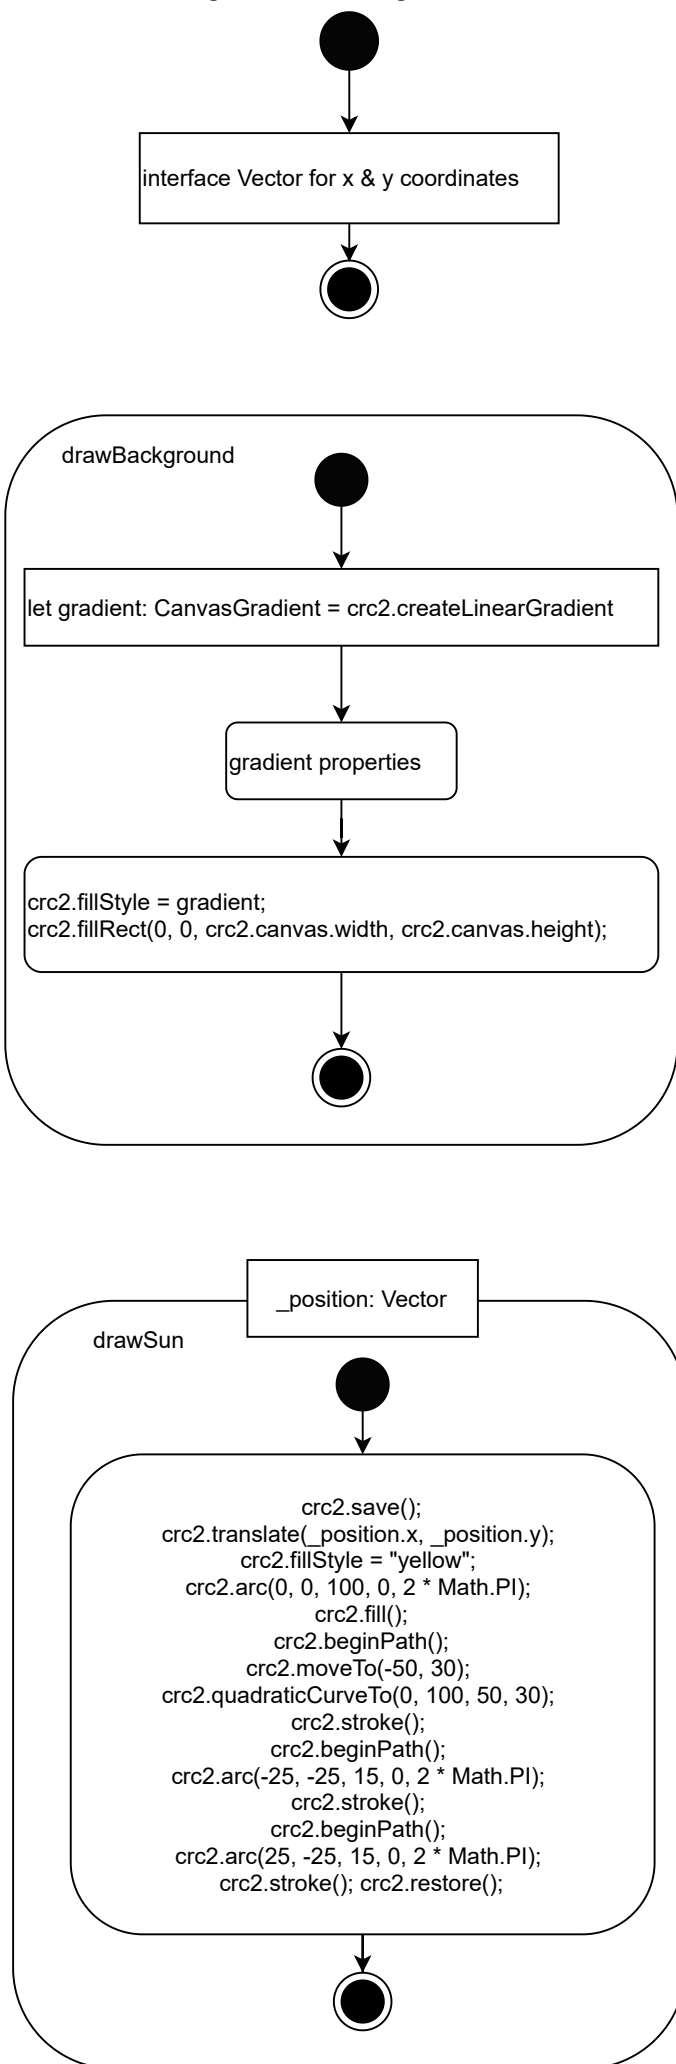 interface Vector for x & y coordinates
drawBackground
let gradient: CanvasGradient = crc2.createLinearGradient
gradient properties
crc2.fillStyle = gradient;
crc2.fillRect(0, 0, crc2.canvas.width, crc2.canvas.height);
_position: Vector
drawSun
crc2.save();
crc2.translate(_position.x, _position.y);
crc2.fillStyle = "yellow";
crc2.arc(0, 0, 100, 0, 2 * Math.PI);
crc2.fill();
crc2.beginPath();
crc2.moveTo(-50, 30);
crc2.quadraticCurveTo(0, 100, 50, 30);
crc2.stroke();
crc2.beginPath();
crc2.arc(-25, -25, 15, 0, 2 * Math.PI);
crc2.stroke();
crc2.beginPath();
crc2.arc(25, -25, 15, 0, 2 * Math.PI);
crc2.stroke(); crc2.restore();